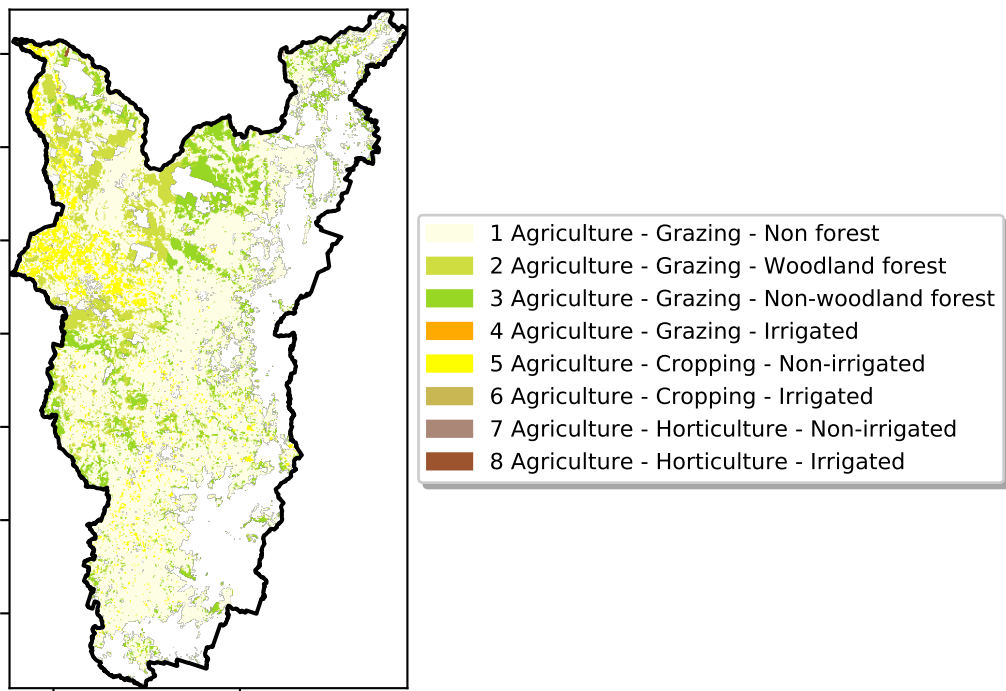 1 Agriculture - Grazing - Non forest
2 Agriculture - Grazing - Woodland forest
3 Agriculture - Grazing - Non-woodland forest
4 Agriculture - Grazing - Irrigated
5 Agriculture - Cropping - Non-irrigated
6 Agriculture - Cropping - Irrigated
7 Agriculture - Horticulture - Non-irrigated
8 Agriculture - Horticulture - Irrigated